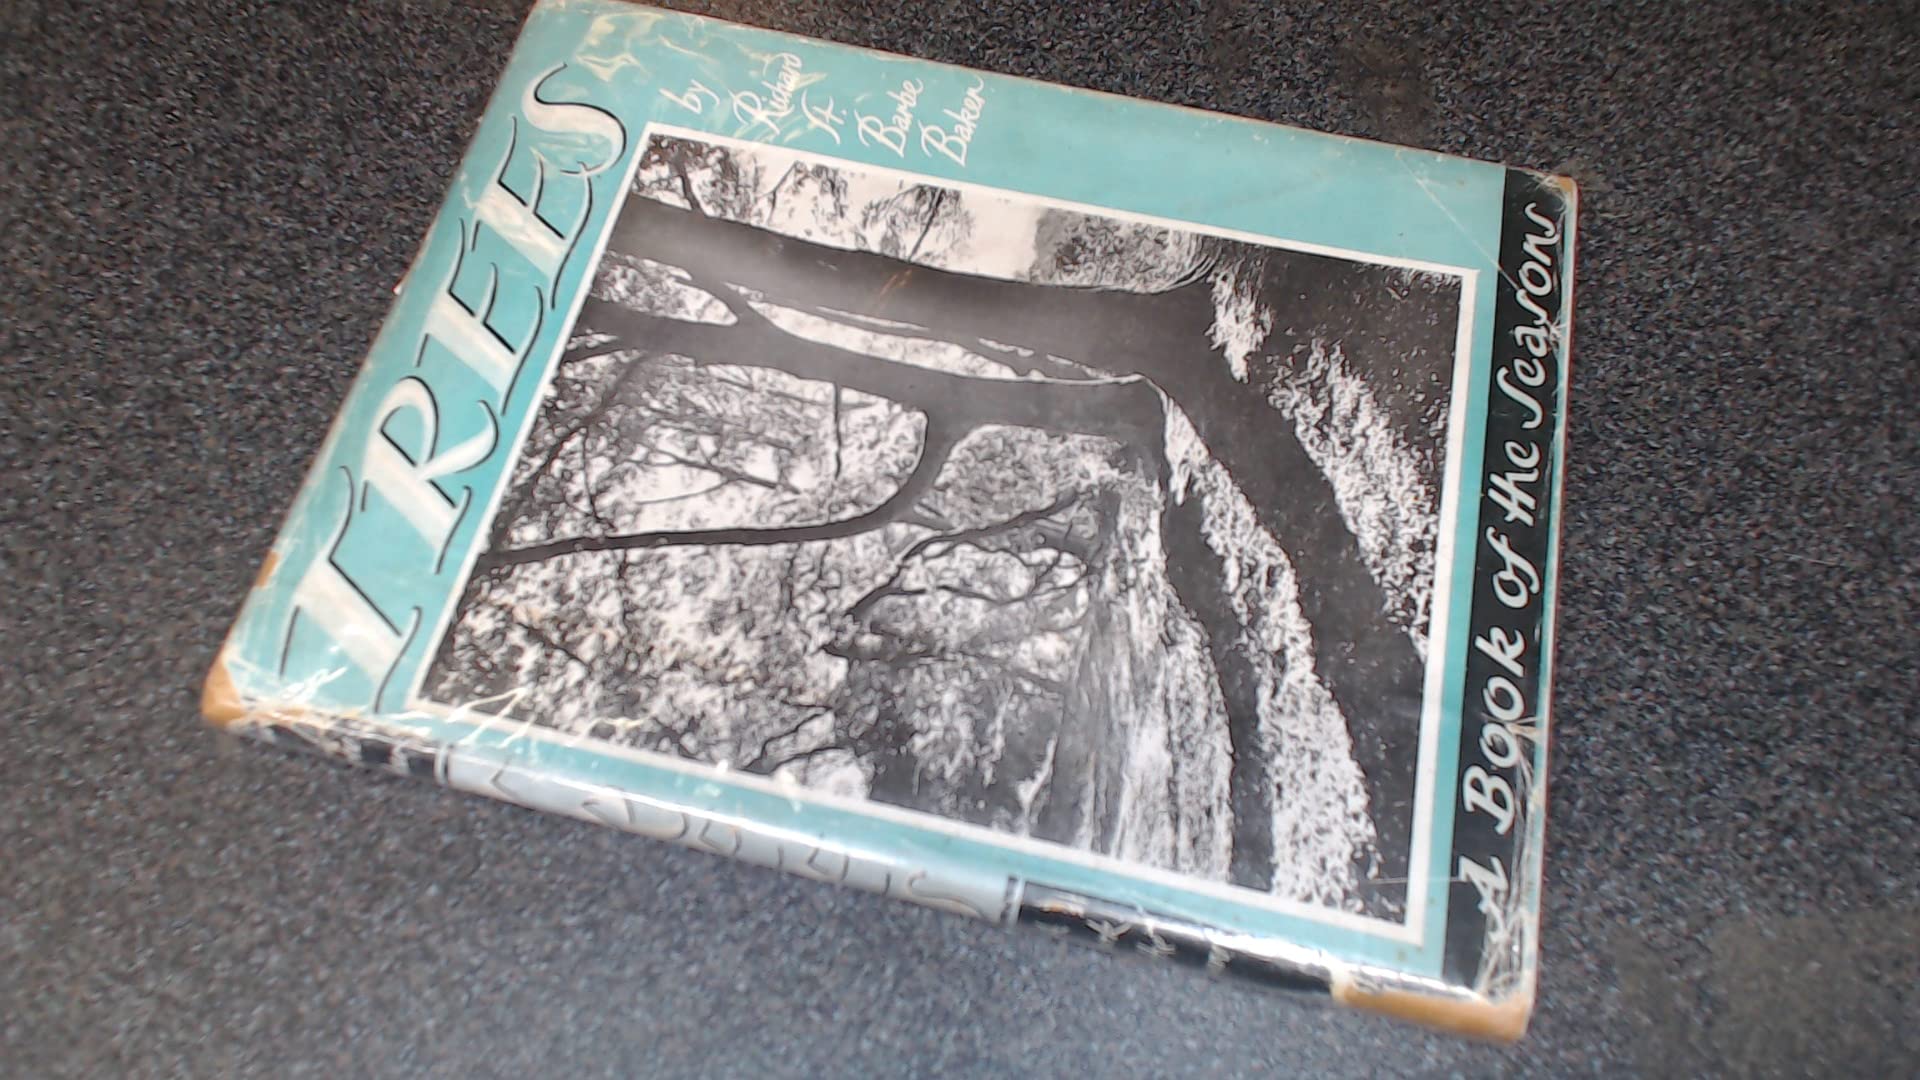 TREES
by
Richard
St.
Barbe
Baker
A Book of the Seasons